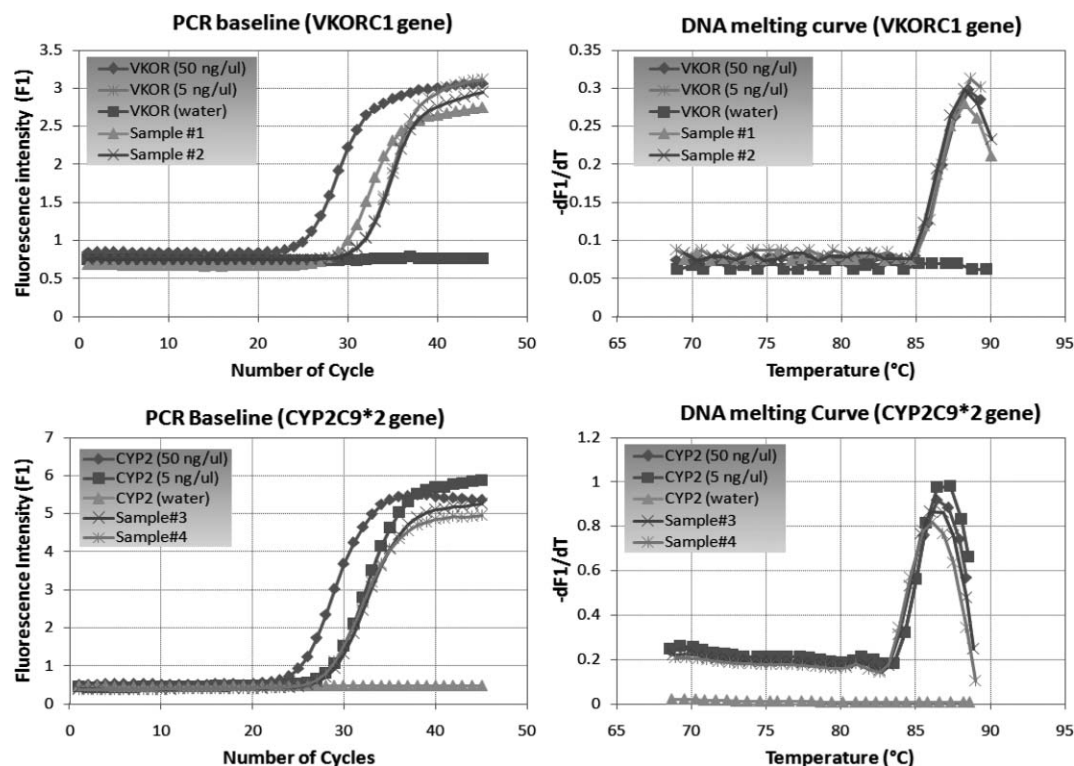 PCR baseline (VKORC1 gene)
Fluorescence intensity (F1)
3.5
3
2.5
2
1.5
1
0.5
0
VKOR (50 ng/ul)
VKOR (5 ng/ul)
VKOR (water)
Sample #1
Sample #2
0 10 20 30 40 50
Number of Cycle
DNA melting curve (VKORC1 gene)
-dF1/dT
0.35
0.3
0.25
0.2
0.15
0.1
0.05
0
VKOR (50 ng/ul)
VKOR (5 ng/ul)
VKOR (water)
Sample #1
Sample #2
65 70 75 80 85 90 95
Temperature (°C)
PCR Baseline (CYP2C9*2 gene)
Fluorescence Intensity (F1)
7
6
5
4
3
2
1
0
CYP2 (50 ng/ul)
CYP2 (5 ng/ul)
CYP2 (water)
Sample#3
Sample#4
0 10 20 30 40 50
Number of Cycles
DNA melting Curve (CYP2C9*2 gene)
-dF1/dT
1.2
1
0.8
0.6
0.4
0.2
0
CYP2 (50 ng/ul)
CYP2 (5 ng/ul)
CYP2 (water)
Sample#3
Sample#4
65 70 75 80 85 90 95
Temperature (°C)